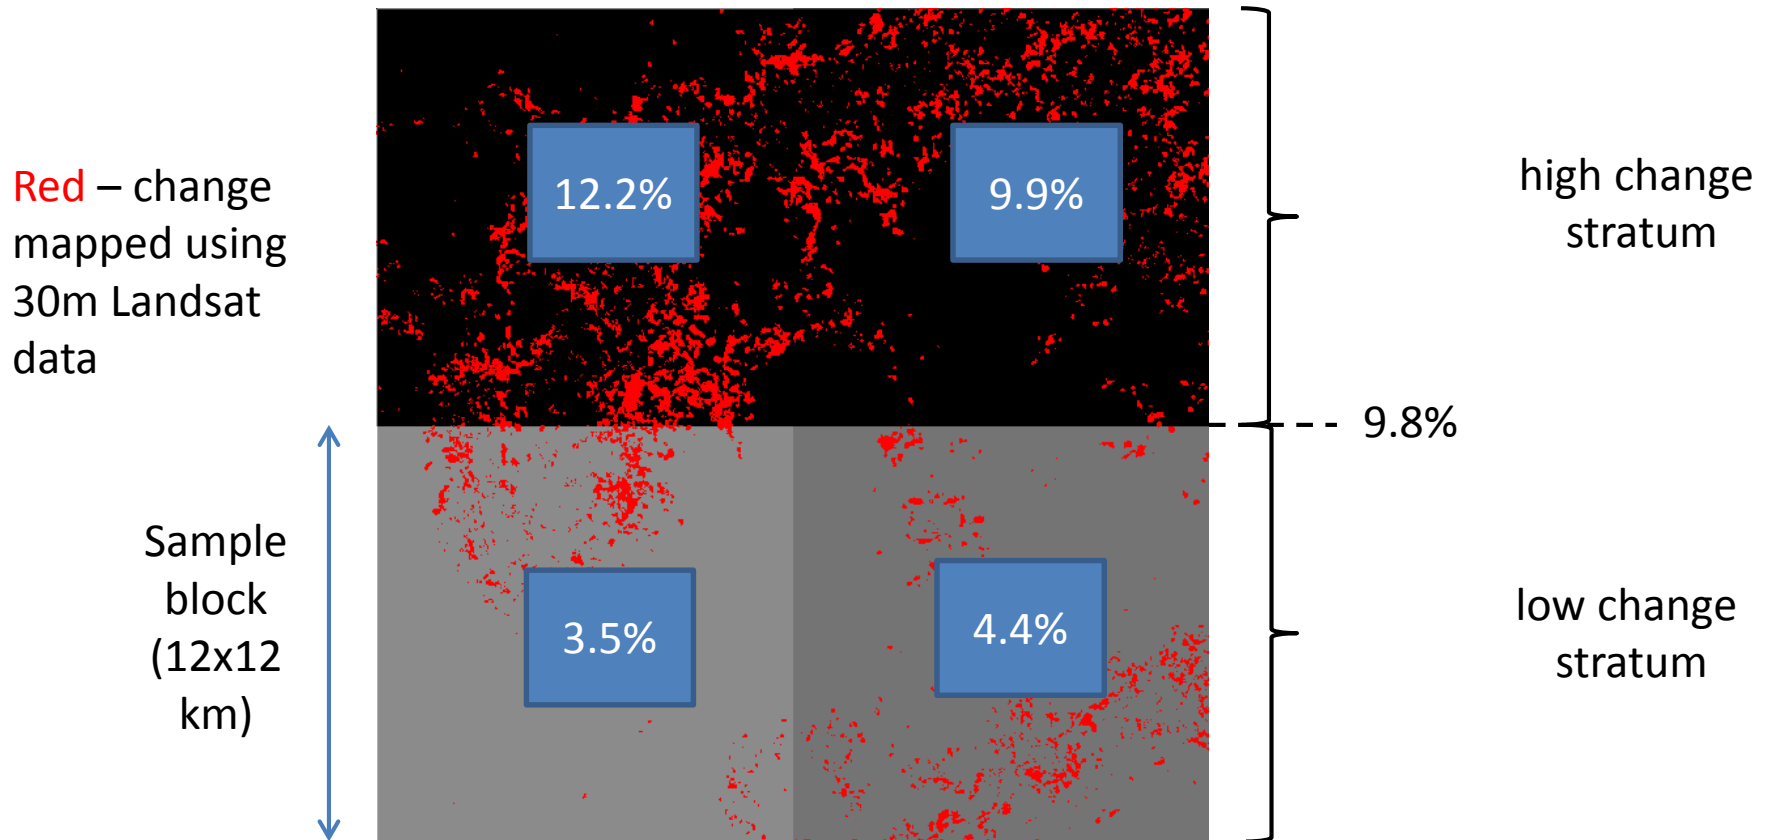 Red – change
mapped using
30m Landsat
data
12.2%
9.9%
high change
stratum
9.8%
Sample
block
(12x12
km)
3.5%
4.4%
low change
stratum